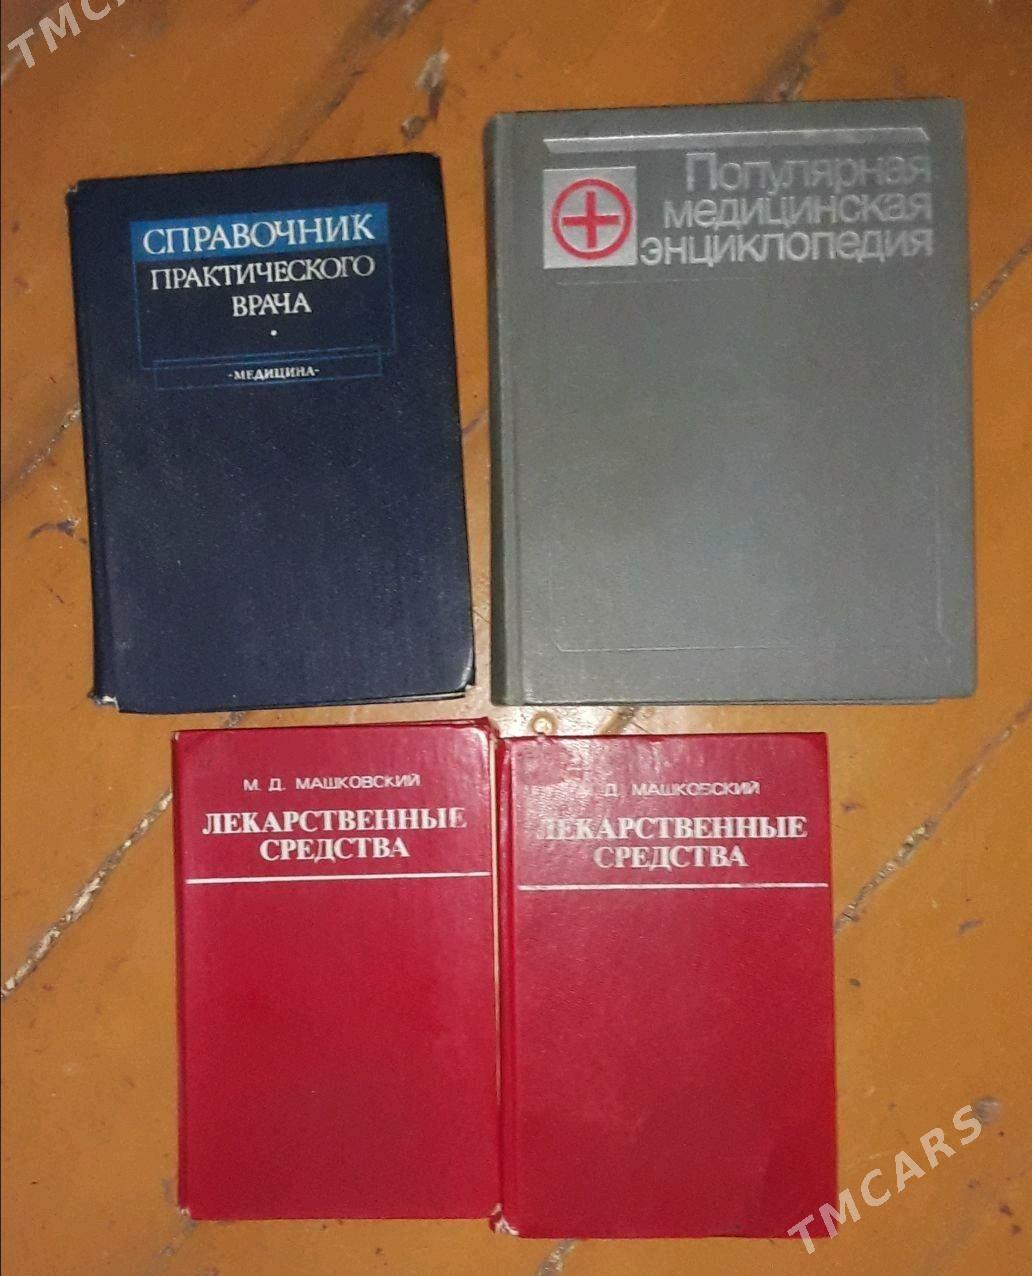 TMCARS
СПРАВОЧНИК
ПРАКТИЧЕСКОГО
ВРАЧА
-МЕДИЦИНА-
Популярная
медицинская
энциклопедия
М. Д. МАШКОВСКИЙ
ЛЕКАРСТВЕННЫЕ
СРЕДСТВА
Д. МАШКОВСКИЙ
ЛЕКАРСТВЕННЫЕ
СРЕДСТВА
TMCARS